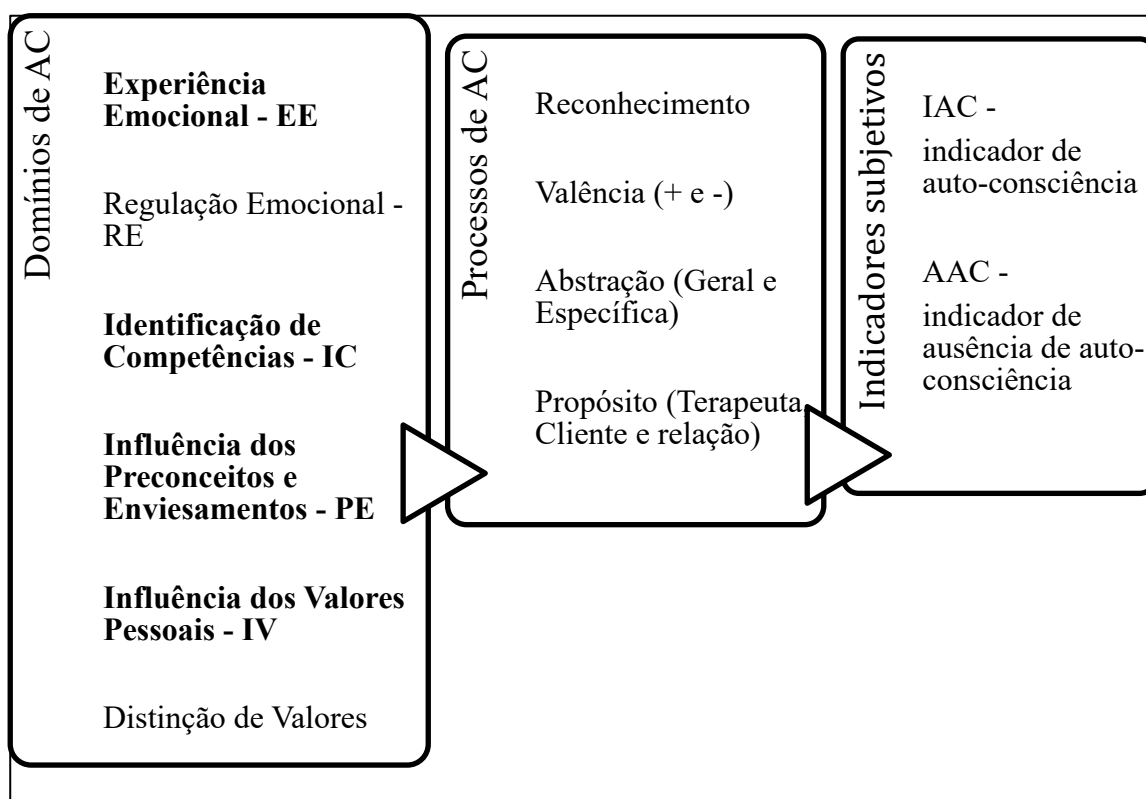 Domínios de AC
Experiência
Emocional - EE
Regulação Emocional -
RE
Identificação de
Competências - IC
Influência dos
Preconceitos e
Enviesamentos - PE
Influência dos Valores
Pessoais - IV
Distinção de Valores
Processos de AC
Reconhecimento
Valência (+ e -)
Abstração (Geral e
Específica)
Propósito (Terapeuta,
Cliente e relação)
Indicadores subjetivos
IAC -
indicador de
auto-consciência
AAC -
indicador de
ausência de auto-
consciência